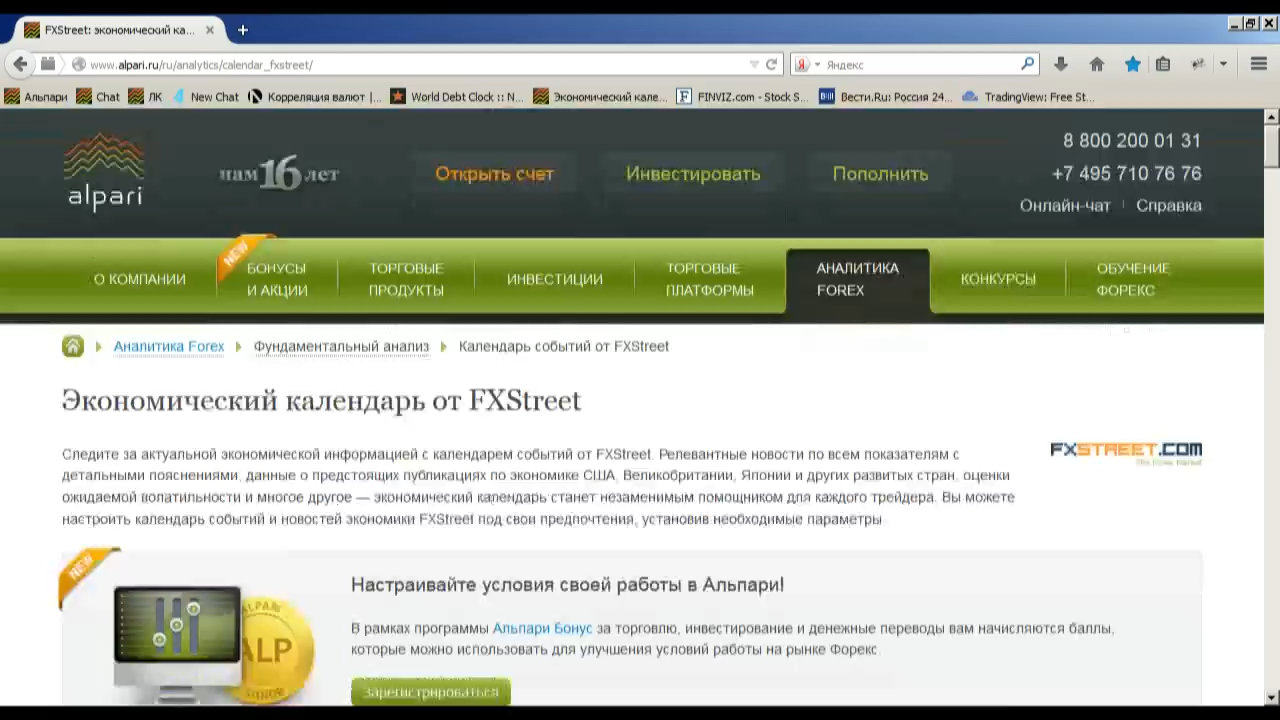 FXStreet: экономический ка...
www.alpari.ru/ru/analytics/calendar_fxstreet/
Яндекс
Альпари
Chat
ЛК
New Chat
Корреляция валют |...
World Debt Clock :: N...
Экономический кале...
FINVIZ.com - Stock S...
Вести.Ru: Россия 24...
TradingView: Free St...
alpari
нам 16 лет
Открыть счет
Инвестировать
Пополнить
8 800 200 01 31
+7 495 710 76 76
Онлайн-чат
Справка
О КОМПАНИИ
NEW
БОНУСЫ
И АКЦИИ
ТОРГОВЫЕ
ПРОДУКТЫ
ИНВЕСТИЦИИ
ТОРГОВЫЕ
ПЛАТФОРМЫ
АНАЛИТИКА
FOREX
КОНКУРСЫ
ОБУЧЕНИЕ
ФОРЕКС
Аналитика Forex
Фундаментальный анализ
Календарь событий от FXStreet
Экономический календарь от FXStreet
Следите за актуальной экономической информацией с календарем событий от FXStreet. Релевантные новости по всем показателям с
детальными пояснениями, данные о предстоящих публикациях по экономике США, Великобритании, Японии и других развитых стран, оценки
ожидаемой волатильности и многое другое — экономический календарь станет незаменимым помощником для каждого трейдера. Вы можете
настроить календарь событий и новостей экономики FXStreet под свои предпочтения, установив необходимые параметры
FXSTREET.COM
NEW
ALPARI
ALP
Настраивайте условия своей работы в Альпари!
В рамках программы Альпари Бонус за торговлю, инвестирование и денежные переводы вам начисляются баллы,
которые можно использовать для улучшения условий работы на рынке Форекс
Зарегистрироваться